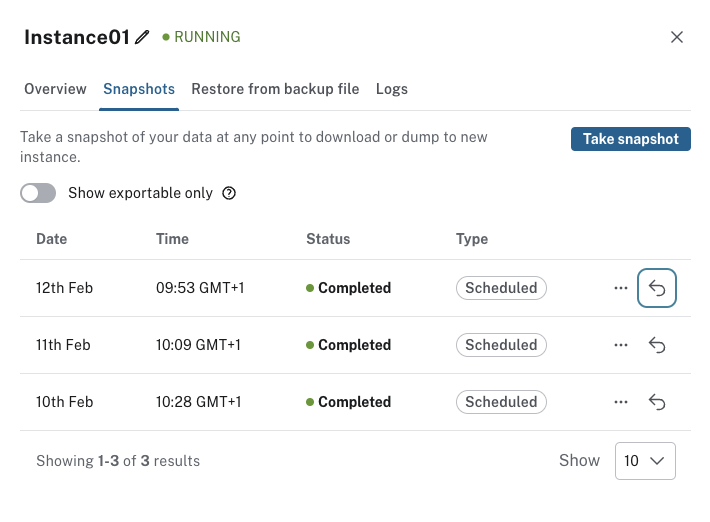 Instance01 RUNNING
Overview Snapshots Restore from backup file Logs
Take a snapshot of your data at any point to download or dump to new
instance.
Take snapshot
Show exportable only
Date Time Status Type
12th Feb 09:53 GMT+1 Completed Scheduled
11th Feb 10:09 GMT+1 Completed Scheduled
10th Feb 10:28 GMT+1 Completed Scheduled
Showing 1-3 of 3 results Show 10